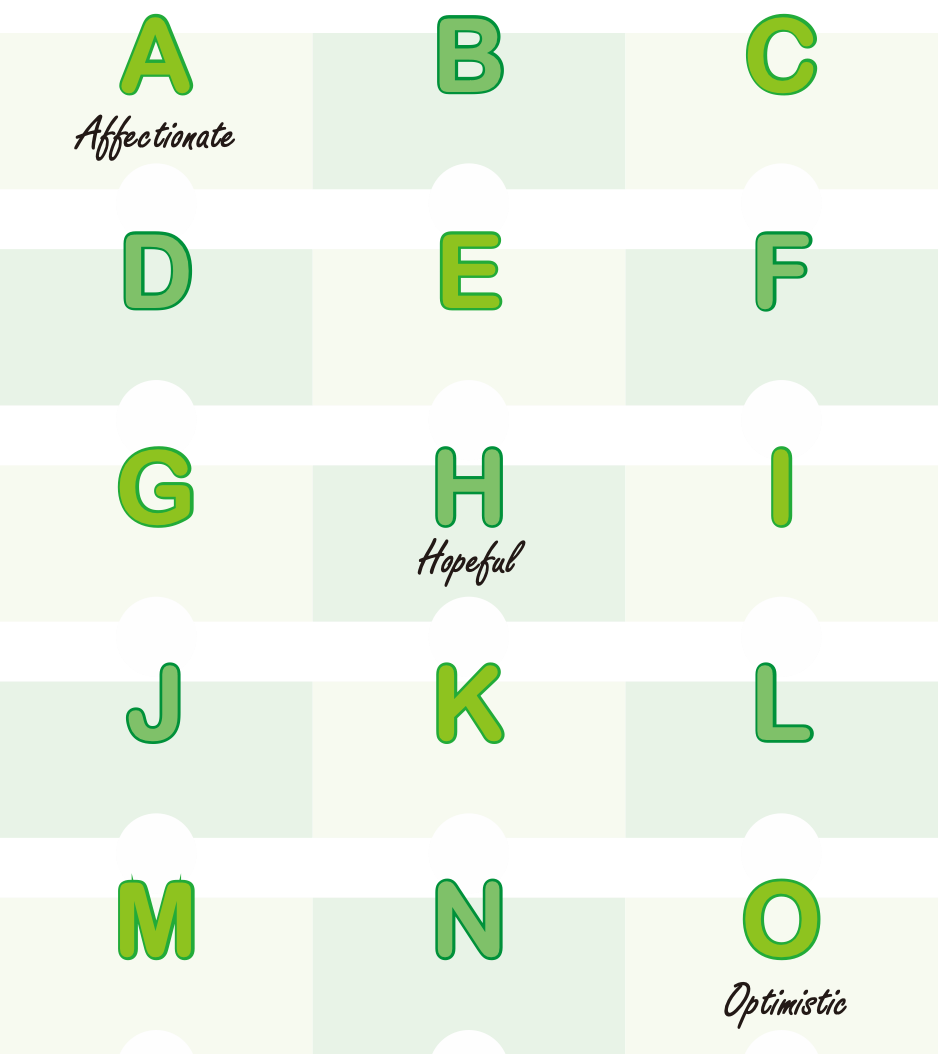 A B C
Affectionate
D E F
G H I
Hopeful
J K L
M N O
Optimistic